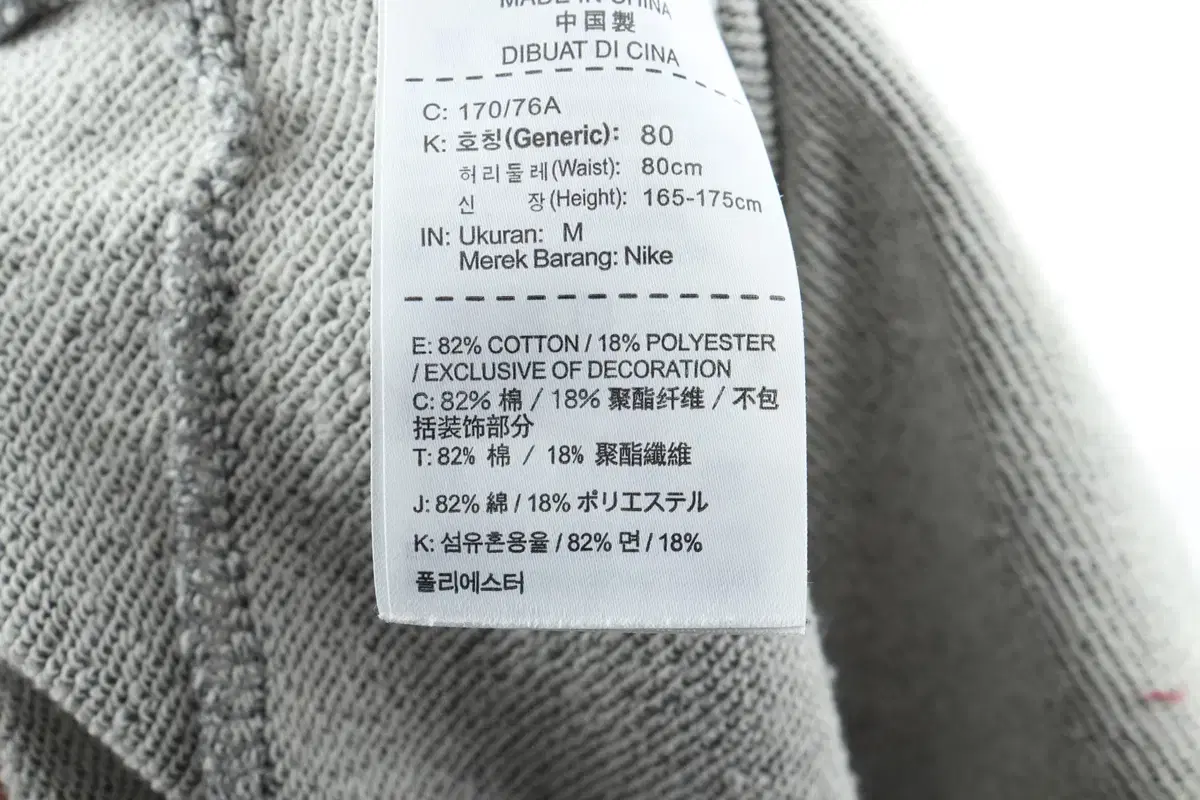 MADE IN CHINA
中国製
DIBUAT DI CINA
C: 170/76A
K: 호칭(Generic): 80
허리둘레(Waist): 80cm
신 장(Height): 165-175cm
IN: Ukuran: M
Merek Barang: Nike
E: 82% COTTON / 18% POLYESTER
/ EXCLUSIVE OF DECORATION
C: 82% 棉 / 18% 聚酯纤维 / 不包
括装饰部分
T: 82% 棉 / 18% 聚酯纖維
J: 82% 綿 / 18% ポリエステル
K: 섬유혼용율 / 82% 면 / 18%
폴리에스터